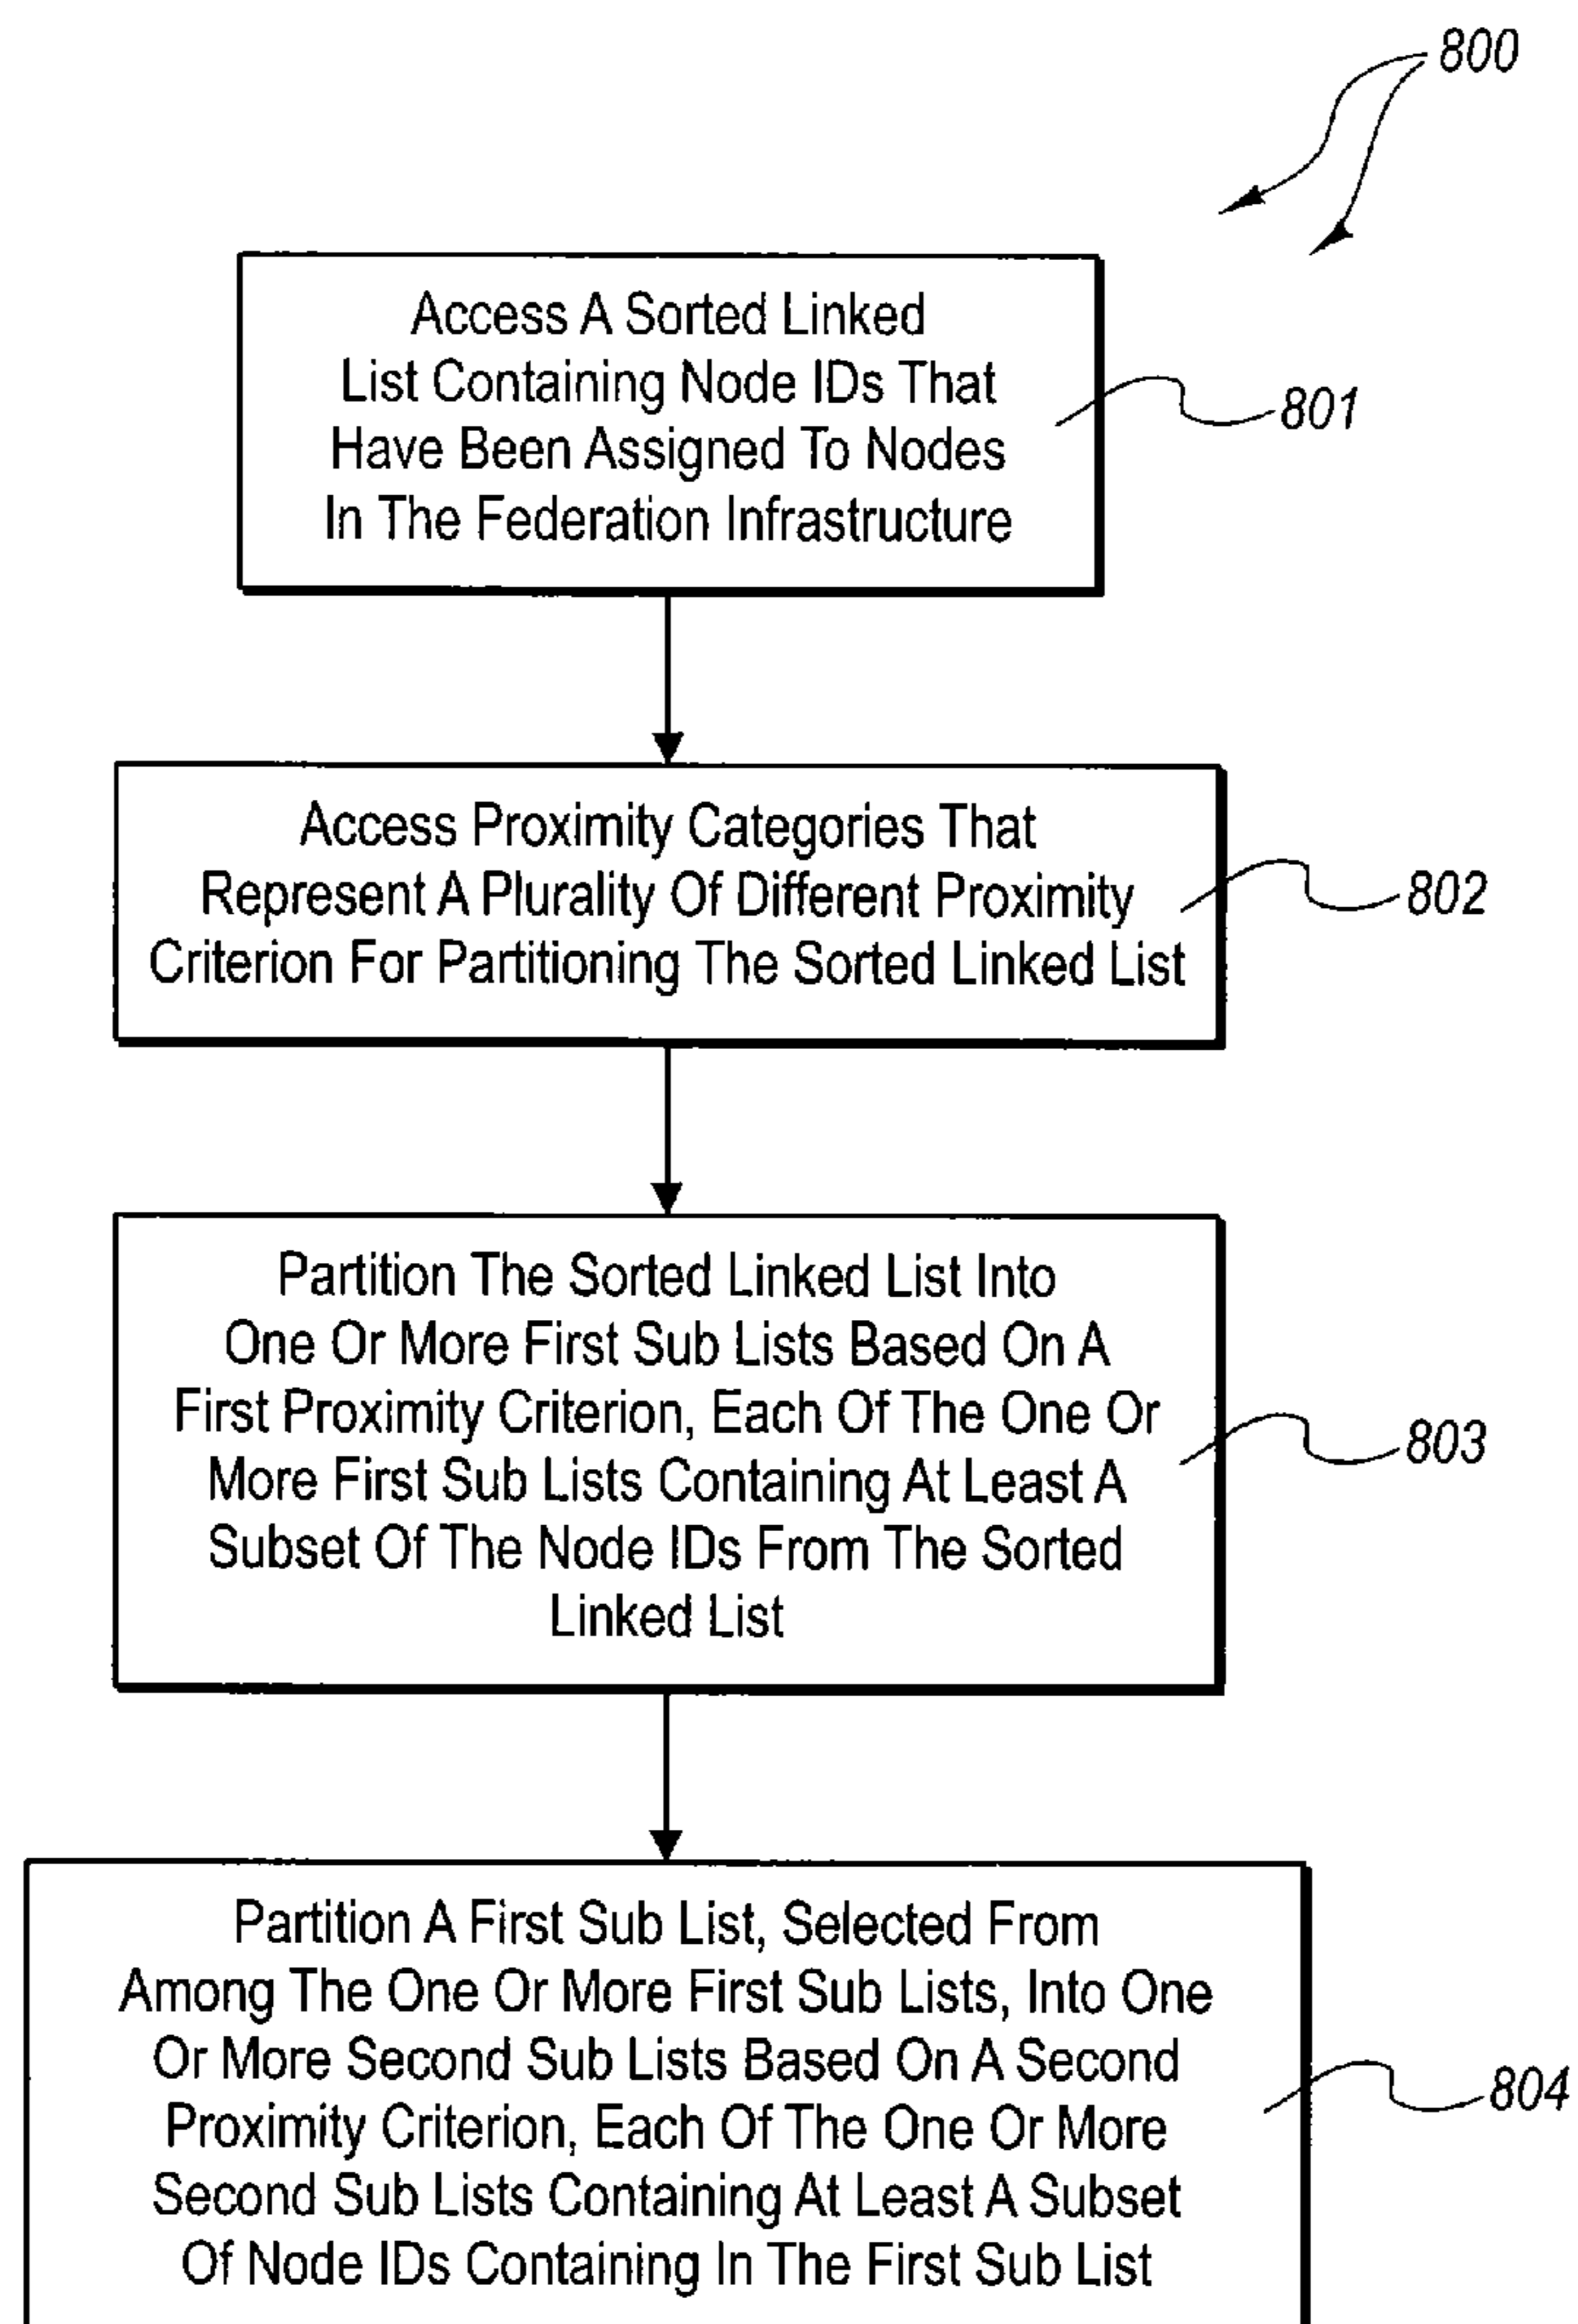 800
Access A Sorted Linked
List Containing Node IDs That
Have Been Assigned To Nodes
In The Federation Infrastructure
801
Access Proximity Categories That
Represent A Plurality Of Different Proximity
Criterion For Partitioning The Sorted Linked List
802
Partition The Sorted Linked List Into
One Or More First Sub Lists Based On A
First Proximity Criterion, Each Of The One Or
More First Sub Lists Containing At Least A
Subset Of The Node IDs From The Sorted
Linked List
803
Partition A First Sub List, Selected From
Among The One Or More First Sub Lists, Into One
Or More Second Sub Lists Based On A Second
Proximity Criterion, Each Of The One Or More
Second Sub Lists Containing At Least A Subset
Of Node IDs Containing In The First Sub List
804